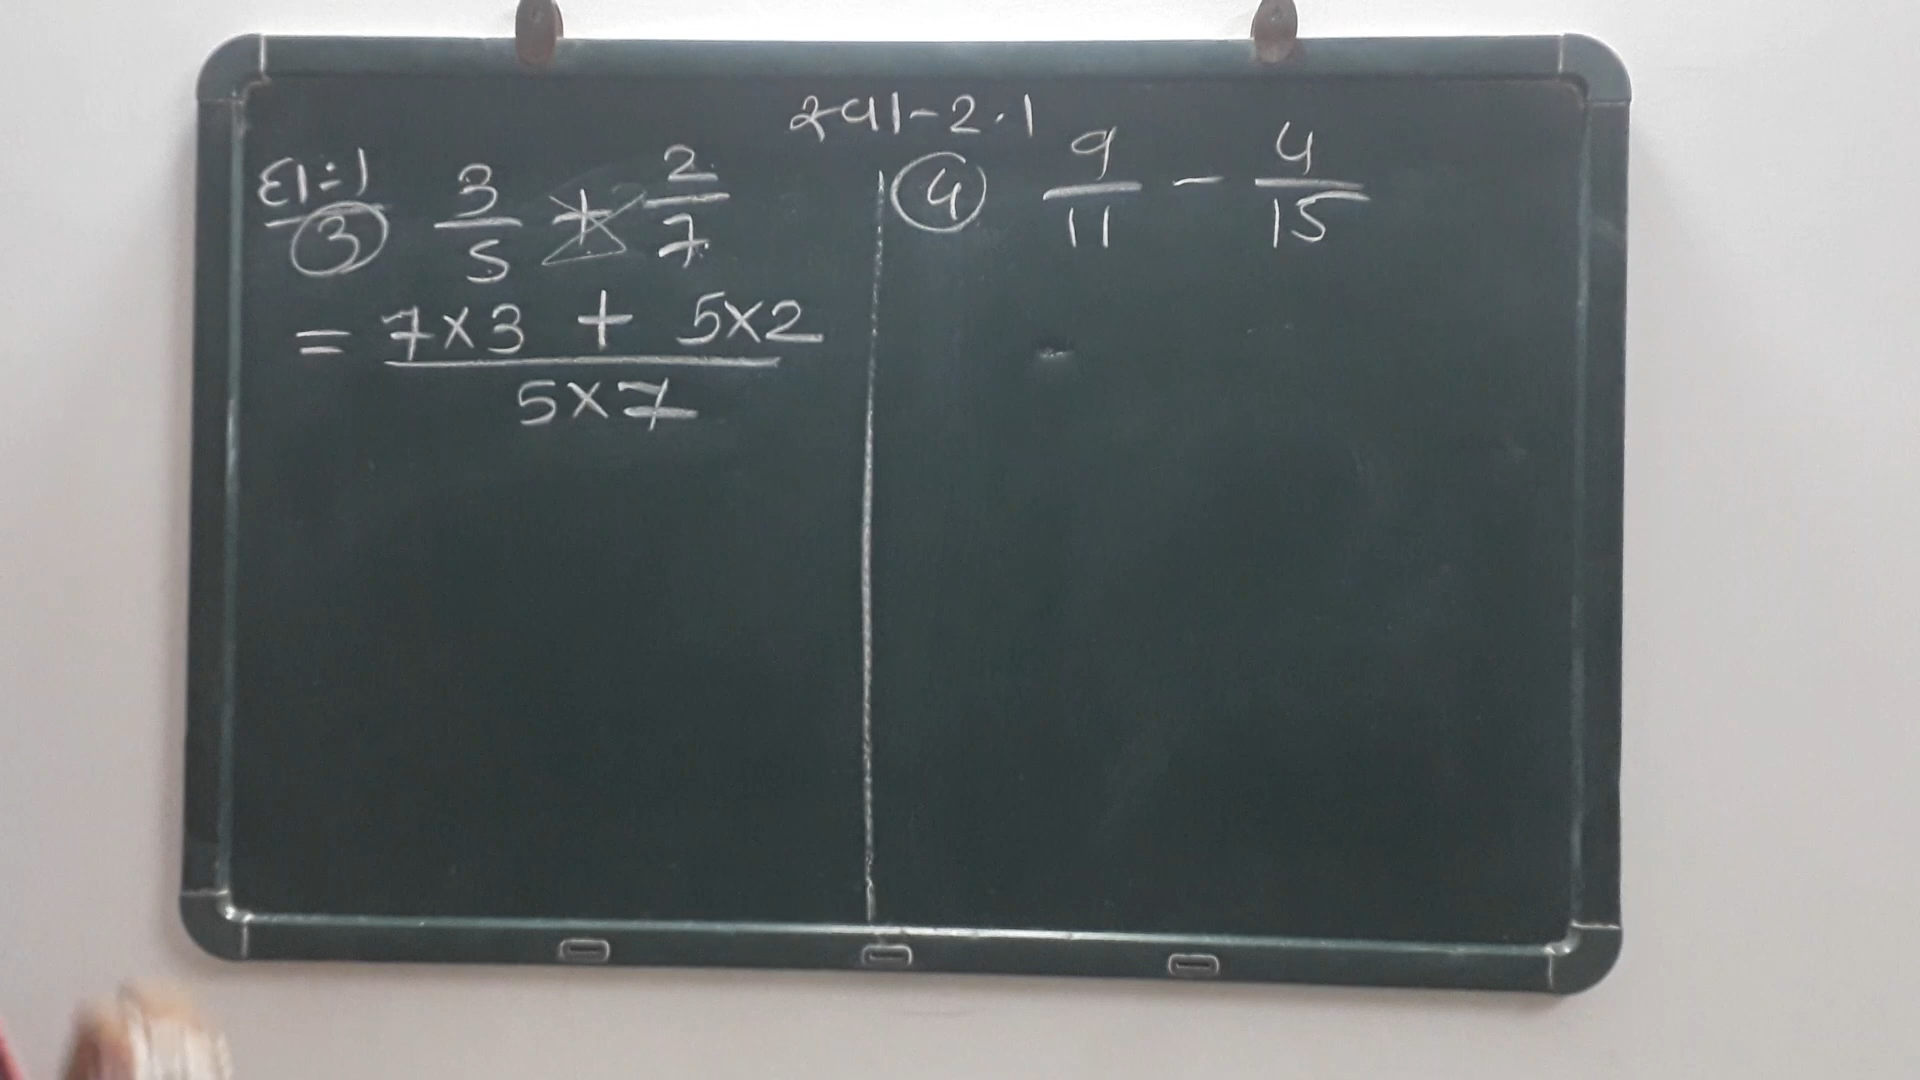 સ્વા-2.1
દા:1
③ 3/5 + 2/7
= 7×3 + 5×2 / 5×7
④ 9/11 - 4/15